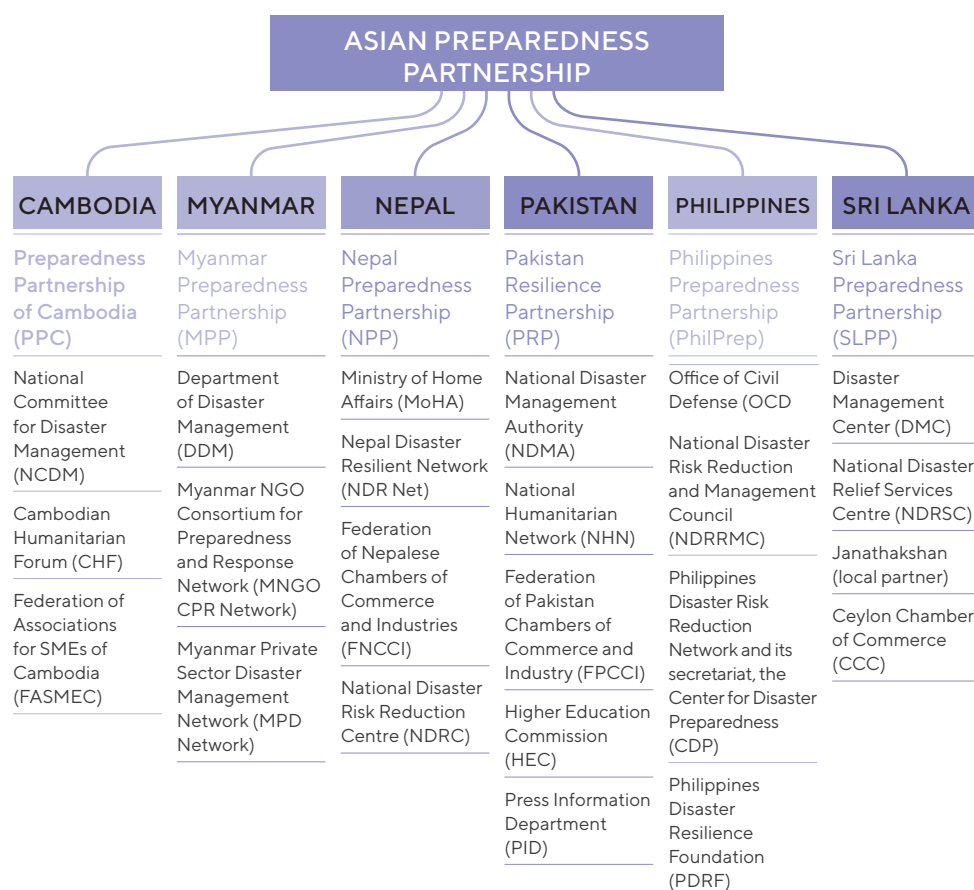 ASIAN PREPAREDNESS
PARTNERSHIP
CAMBODIA
Preparedness
Partnership
of Cambodia
(PPC)
National
Committee
for Disaster
Management
(NCDM)
Cambodian
Humanitarian
Forum (CHF)
Federation of
Associations
for SMEs of
Cambodia
(FASMEC)
MYANMAR
Myanmar
Preparedness
Partnership
(MPP)
Department
of Disaster
Management
(DDM)
Myanmar NGO
Consortium for
Preparedness
and Response
Network (MNGO
CPR Network)
Myanmar Private
Sector Disaster
Management
Network (MPD
Network)
NEPAL
Nepal
Preparedness
Partnership
(NPP)
Ministry of Home
Affairs (MoHA)
Nepal Disaster
Resilient Network
(NDR Net)
Federation
of Nepalese
Chambers of
Commerce
and Industries
(FNCCI)
National Disaster
Risk Reduction
Centre (NDRC)
PAKISTAN
Pakistan
Resilience
Partnership
(PRP)
National Disaster
Management
Authority
(NDMA)
National
Humanitarian
Network (NHN)
Federation
of Pakistan
Chambers of
Commerce and
Industry (FPCCI)
Higher Education
Commission
(HEC)
Press Information
Department
(PID)
PHILIPPINES
Philippines
Preparedness
Partnership
(PhilPrep)
Office of Civil
Defense (OCD
National Disaster
Risk Reduction
and Management
Council
(NDRRMC)
Philippines
Disaster Risk
Reduction
Network and its
secretariat, the
Center for Disaster
Preparedness
(CDP)
Philippines
Disaster
Resilience
Foundation
(PDRF)
SRI LANKA
Sri Lanka
Preparedness
Partnership
(SLPP)
Disaster
Management
Center (DMC)
National Disaster
Relief Services
Centre (NDRSC)
Janathakshan
(local partner)
Ceylon Chamber
of Commerce
(CCC)